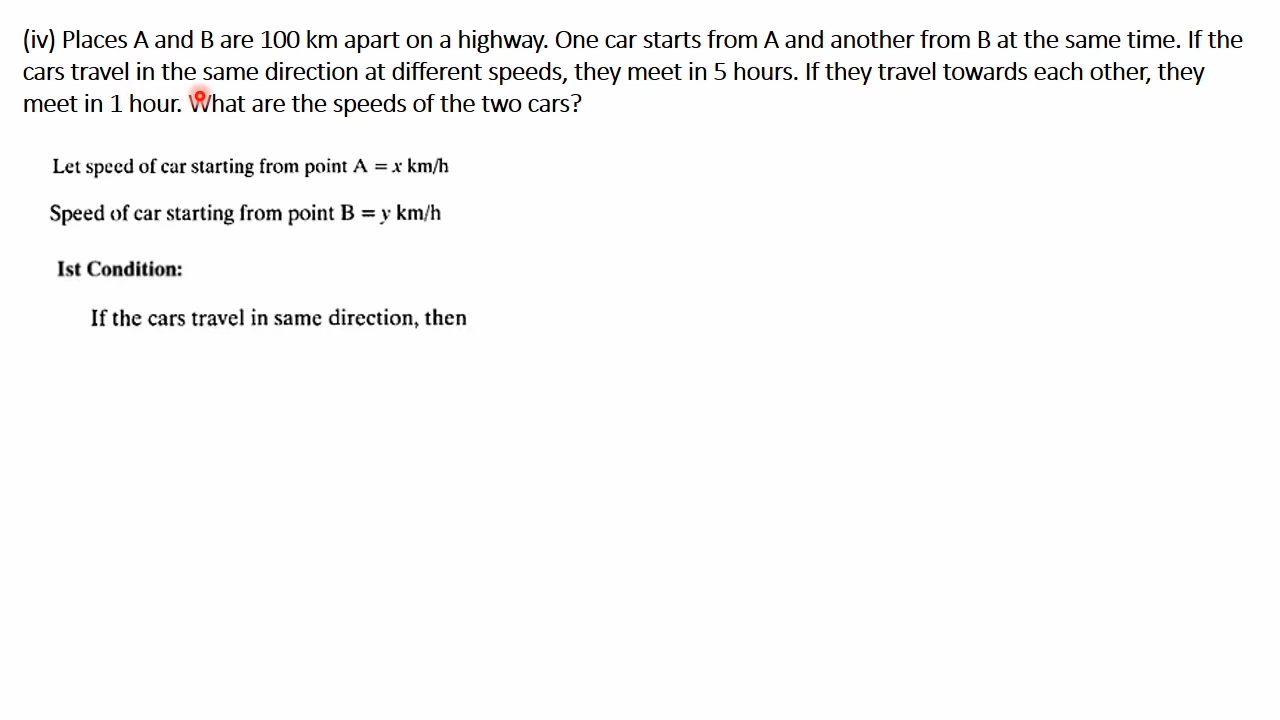 (iv) Places A and B are 100 km apart on a highway. One car starts from A and another from B at the same time. If the
cars travel in the same direction at different speeds, they meet in 5 hours. If they travel towards each other, they
meet in 1 hour. What are the speeds of the two cars?
Let speed of car starting from point A = x km/h
Speed of car starting from point B = y km/h
Ist Condition:
If the cars travel in same direction, then